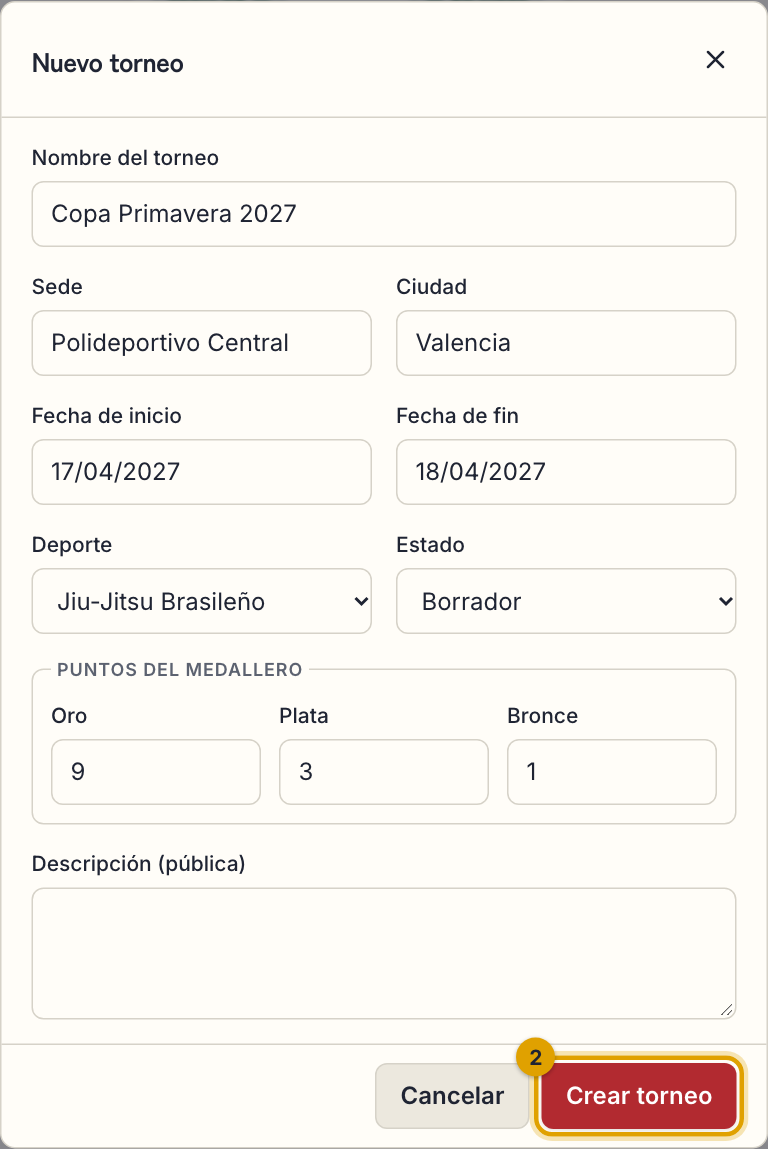 Nuevo torneo
Nombre del torneo
Copa Primavera 2027
Sede Ciudad
Polideportivo Central Valencia
Fecha de inicio Fecha de fin
17/04/2027 18/04/2027
Deporte Estado
Jiu-Jitsu Brasileño Borrador
PUNTOS DEL MEDALLERO
Oro Plata Bronce
9 3 1
Descripción (pública)
2
Cancelar Crear torneo